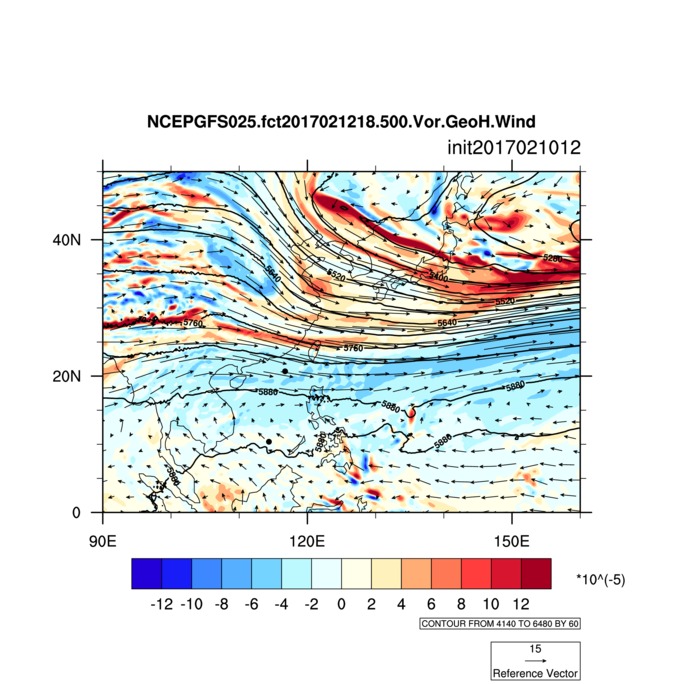 NCEPGFS025.fct2017021218.500.Vor.GeoH.Wind
init2017021012
40N
20N
0
90E 120E 150E
5640
5520
5400
5280
5520
5640
5760
5760
5880
5880
5880
5880
5880
5880
-12 -10 -8 -6 -4 -2 0 2 4 6 8 10 12
*10^(-5)
CONTOUR FROM 4140 TO 6480 BY 60
15
Reference Vector